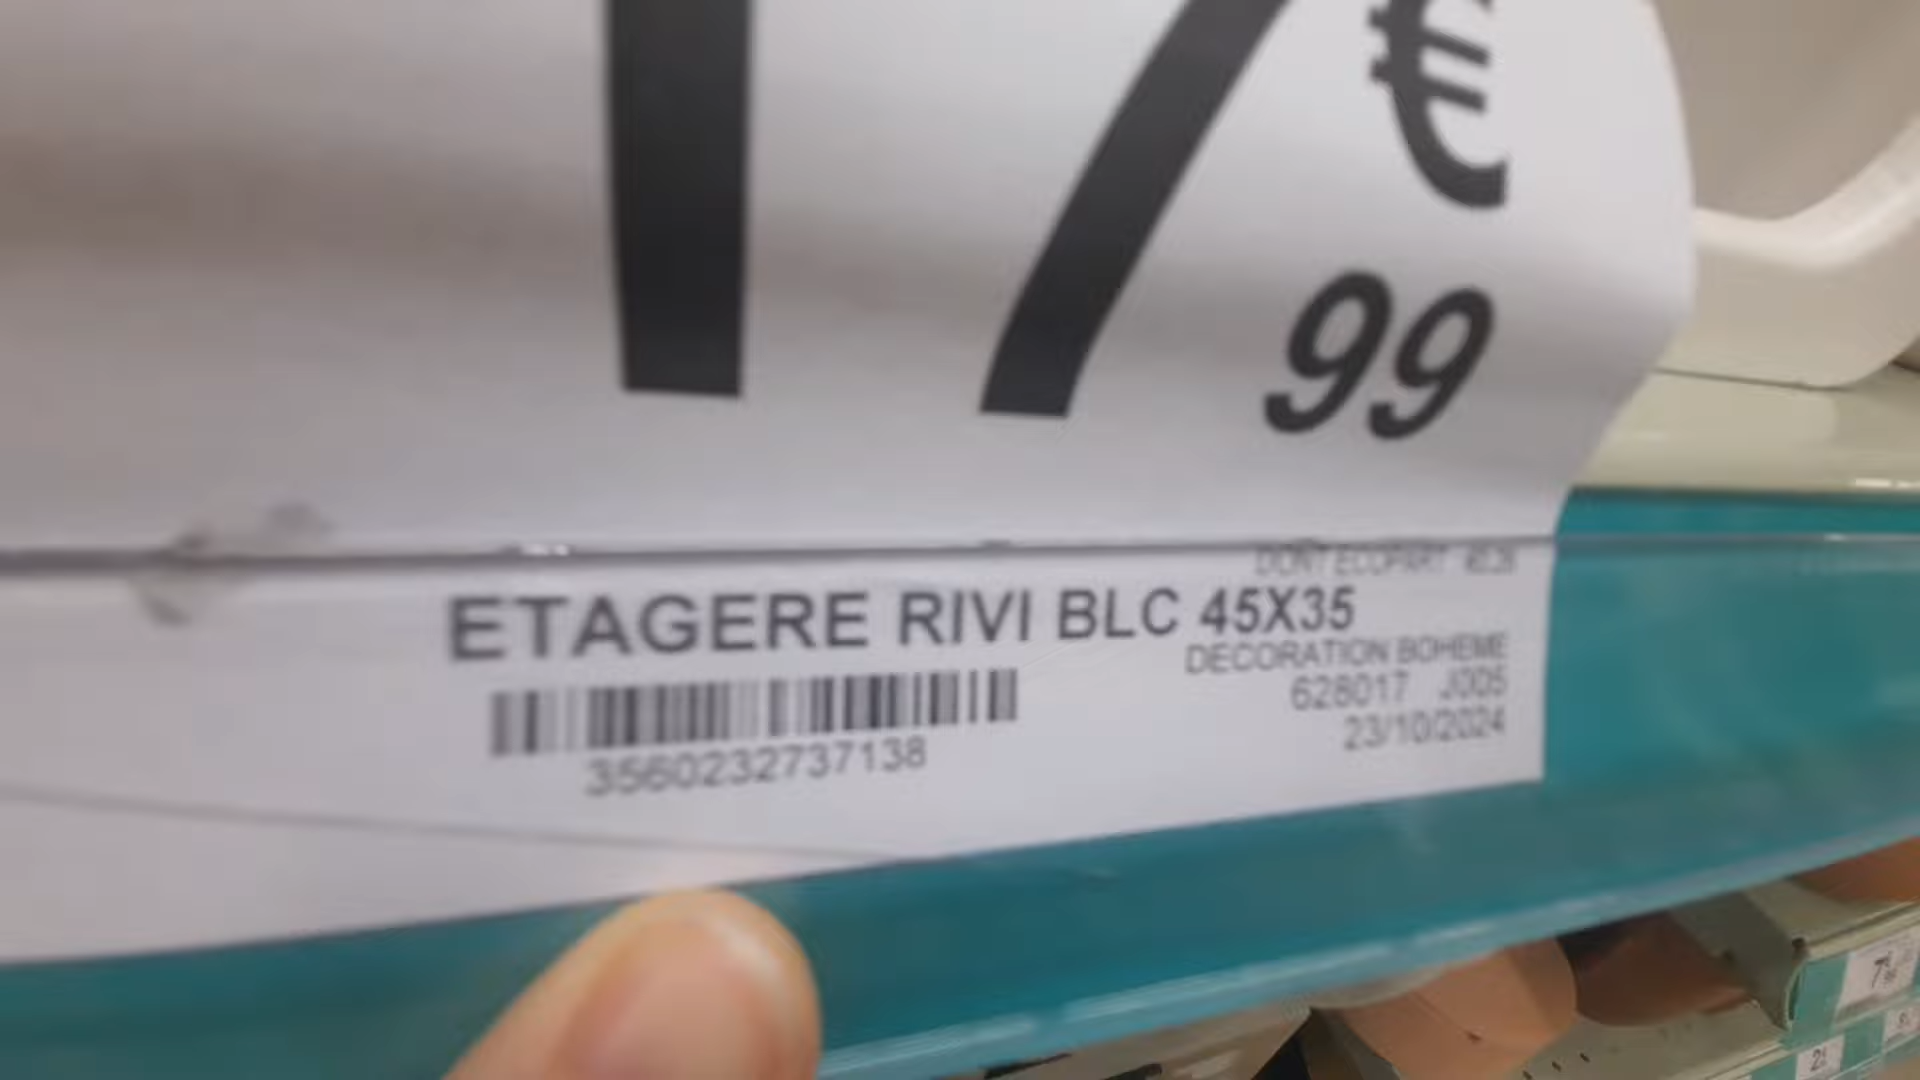 17€
99
DONT ECOPART
ETAGERE RIVI BLC 45X35
DECORATION BOHEME
628017 J005
23/10/2024
3560232737138